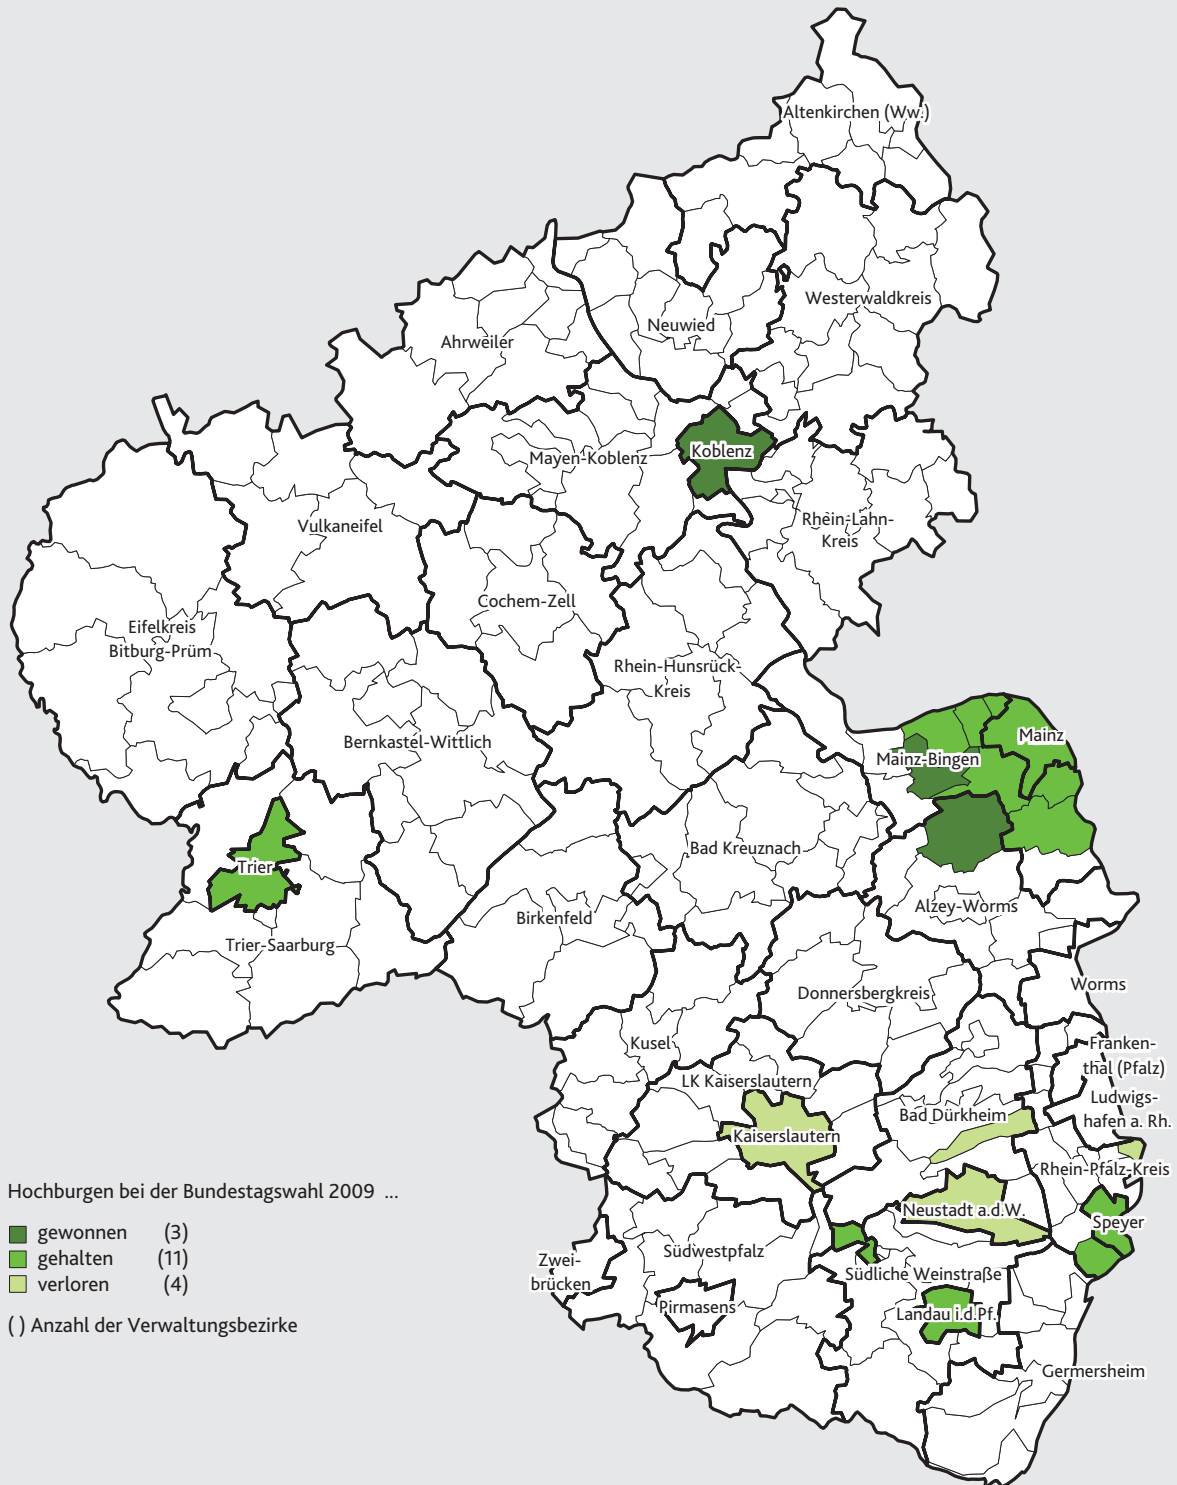 Altenkirchen (Ww.)
Westerwaldkreis
Neuwied
Ahrweiler
Koblenz
Mayen-Koblenz
Vulkaneifel
Rhein-Lahn-
Kreis
Cochem-Zell
Eifelkreis
Bitburg-Prüm
Rhein-Hunsrück-
Kreis
Bernkastel-Wittlich
Mainz
Mainz-Bingen
Bad Kreuznach
Trier
Alzey-Worms
Birkenfeld
Trier-Saarburg
Worms
Donnersbergkreis
Kusel
Franken-
thal (Pfalz)
LK Kaiserslautern
Ludwigs-
hafen a. Rh.
Bad Dürkheim
Kaiserslautern
Rhein-Pfalz-Kreis
Neustadt a.d.W.
Speyer
Südwestpfalz
Zwei-
brücken
Südliche Weinstraße
Pirmasens
Landau i.d.Pf.
Germersheim
Hochburgen bei der Bundestagswahl 2009 ...
gewonnen (3)
gehalten (11)
verloren (4)
( ) Anzahl der Verwaltungsbezirke